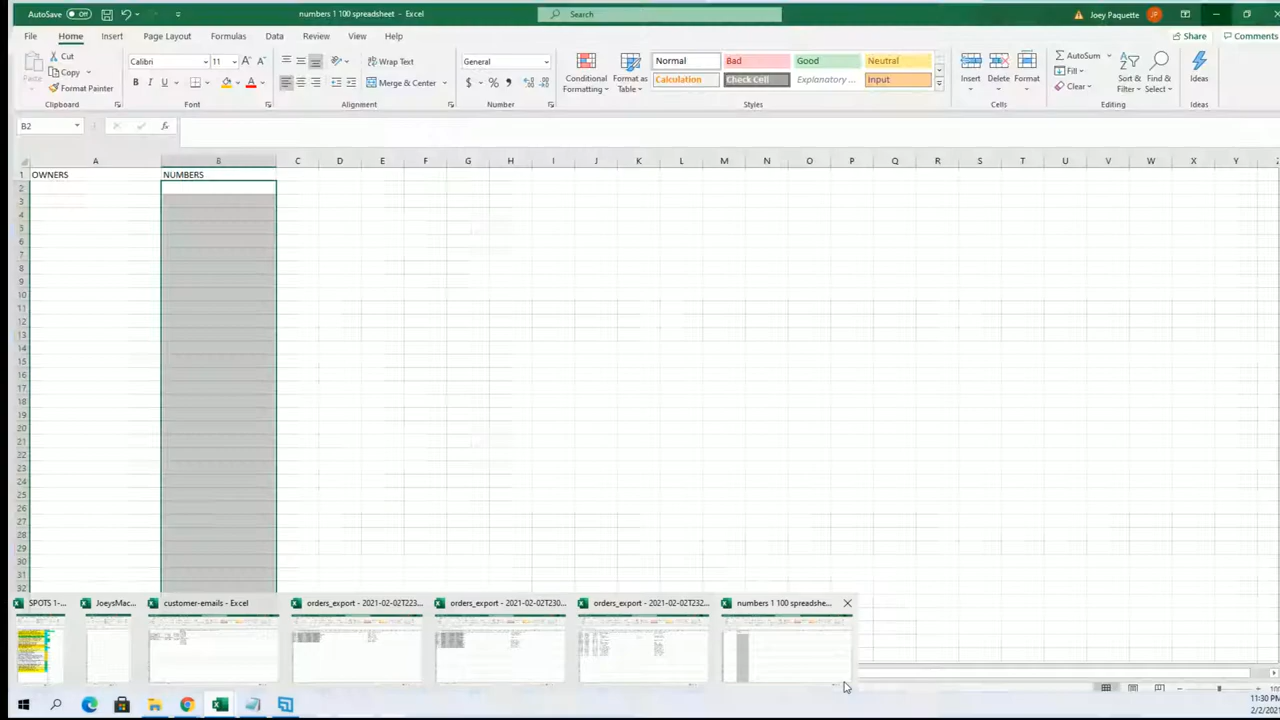 AutoSave Off
numbers 1 100 spreadsheet - Excel
Search
Joey Paquette
JP
File Home Insert Page Layout Formulas Data Review View Help
Share Comments
Paste
Cut
Copy
Format Painter
Clipboard
Calibri 11
B I U
Font
Wrap Text
Merge & Center
Alignment
General
$ % ,
Number
Conditional Formatting
Format as Table
Normal Bad Good Neutral
Calculation Check Cell Explanatory ... Input
Styles
Insert Delete Format
Cells
AutoSum
Fill
Clear
Sort & Filter
Find & Select
Editing
Ideas
Ideas
B2 fx
A B C D E F G H I J K L M N O P Q R S T U V W X Y
1 OWNERS NUMBERS
2
3
4
5
6
7
8
9
10
11
12
13
14
15
16
17
18
19
20
21
22
23
24
25
26
27
28
29
30
31
32
SPOTS 1-... JoeysMac... customer-emails - Excel orders_export - 2021-02-02T223... orders_export - 2021-02-02T230... orders_export - 2021-02-02T232... numbers 1 100 spreadshe...
11:30 PM
2/2/2021